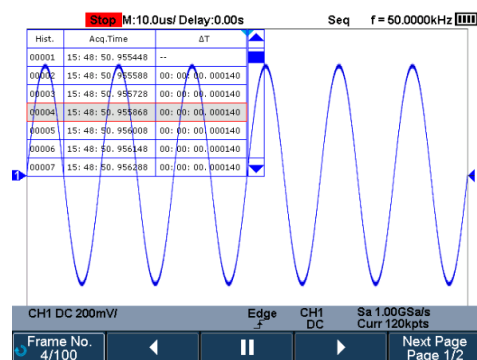 Stop M:10.0us/ Delay:0.00s Seq f = 50.0000kHz
Hist. Acq.Time ΔT
00001 15: 48: 50. 955448 --
00002 15: 48: 50. 955588 00: 00: 00. 000140
00003 15: 48: 50. 955728 00: 00: 00. 000140
00004 15: 48: 50. 955868 00: 00: 00. 000140
00005 15: 48: 50. 956008 00: 00: 00. 000140
00006 15: 48: 50. 956148 00: 00: 00. 000140
00007 15: 48: 50. 956288 00: 00: 00. 000140
1
CH1 DC 200mV/ Edge CH1 Sa 1.00GSa/s
DC Curr 120kpts
Frame No. Next Page
4/100 Page 1/2